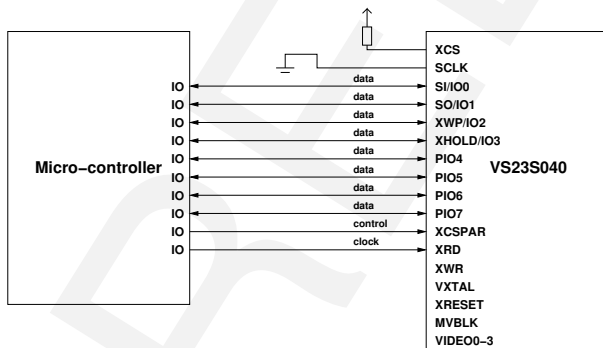 XCS
SCLK
IO data SI/IO0
IO data SO/IO1
IO data XWP/IO2
IO data XHOLD/IO3
IO data PIO4
Micro-controller VS23S040
IO data PIO5
IO data PIO6
IO data PIO7
IO control XCSPAR
IO clock XRD
XWR
VXTAL
XRESET
MVBLK
VIDEO0-3